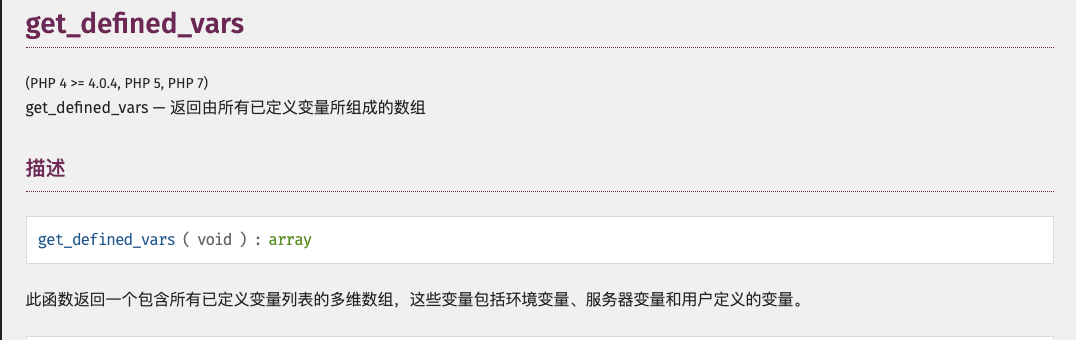 get_defined_vars
(PHP 4 >= 4.0.4, PHP 5, PHP 7)
get_defined_vars — 返回由所有已定义变量所组成的数组
描述
get_defined_vars ( void ) : array
此函数返回一个包含所有已定义变量列表的多维数组，这些变量包括环境变量、服务器变量和用户定义的变量。